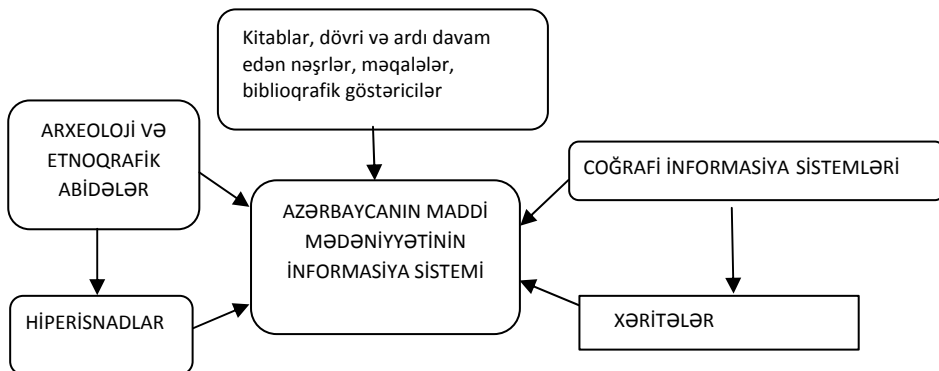 Kitablar, dövri və ardı davam
edən nəşrlər, məqalələr,
biblioqrafik göstəricilər
ARXEOLOJİ VƏ
ETNOQRAFİK
ABİDƏLƏR
COĞRAFİ İNFORMASİYA SİSTEMLƏRİ
AZƏRBAYCANIN MADDİ
MƏDƏNİYYƏTİNİN
İNFORMASİYA SİSTEMİ
HİPERİSNADLAR
XƏRİTƏLƏR